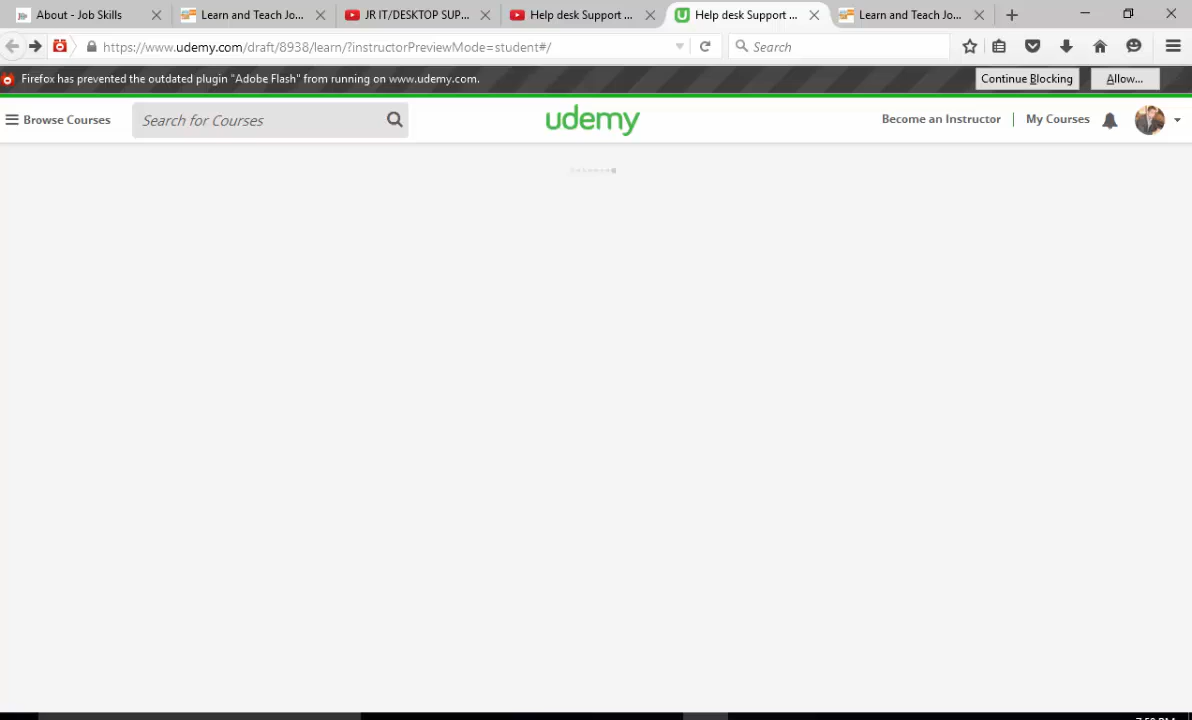 About - Job Skills
Learn and Teach Jo...
JR IT/DESKTOP SUP...
Help desk Support ...
Help desk Support ...
Learn and Teach Jo...
https://www.udemy.com/draft/8938/learn/?instructorPreviewMode=student#/
Search
Firefox has prevented the outdated plugin "Adobe Flash" from running on www.udemy.com.
Continue Blocking
Allow...
Browse Courses
Search for Courses
udemy
Become an Instructor
My Courses